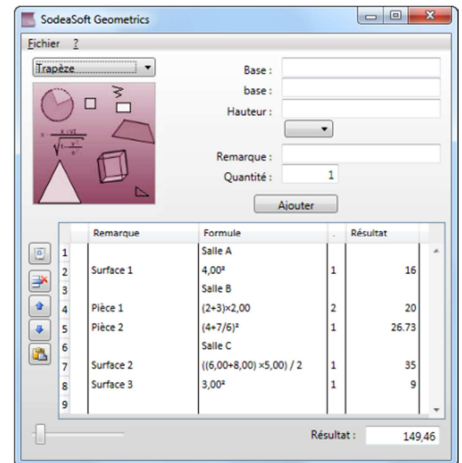 SodeaSoft Geometrics
Fichier ?
Trapèze
Base :
base :
Hauteur :
Remarque :
Quantité : 1
Ajouter
Remarque Formule . Résultat
1 Salle A
2 Surface 1 4,00² 1 16
3 Salle B
4 Pièce 1 (2+3)×2,00 2 20
5 Pièce 2 (4+7/6)² 1 26.73
6 Salle C
7 Surface 2 ((6,00+8,00) ×5,00) / 2 1 35
8 Surface 3 3,00² 1 9
9
Résultat : 149,46